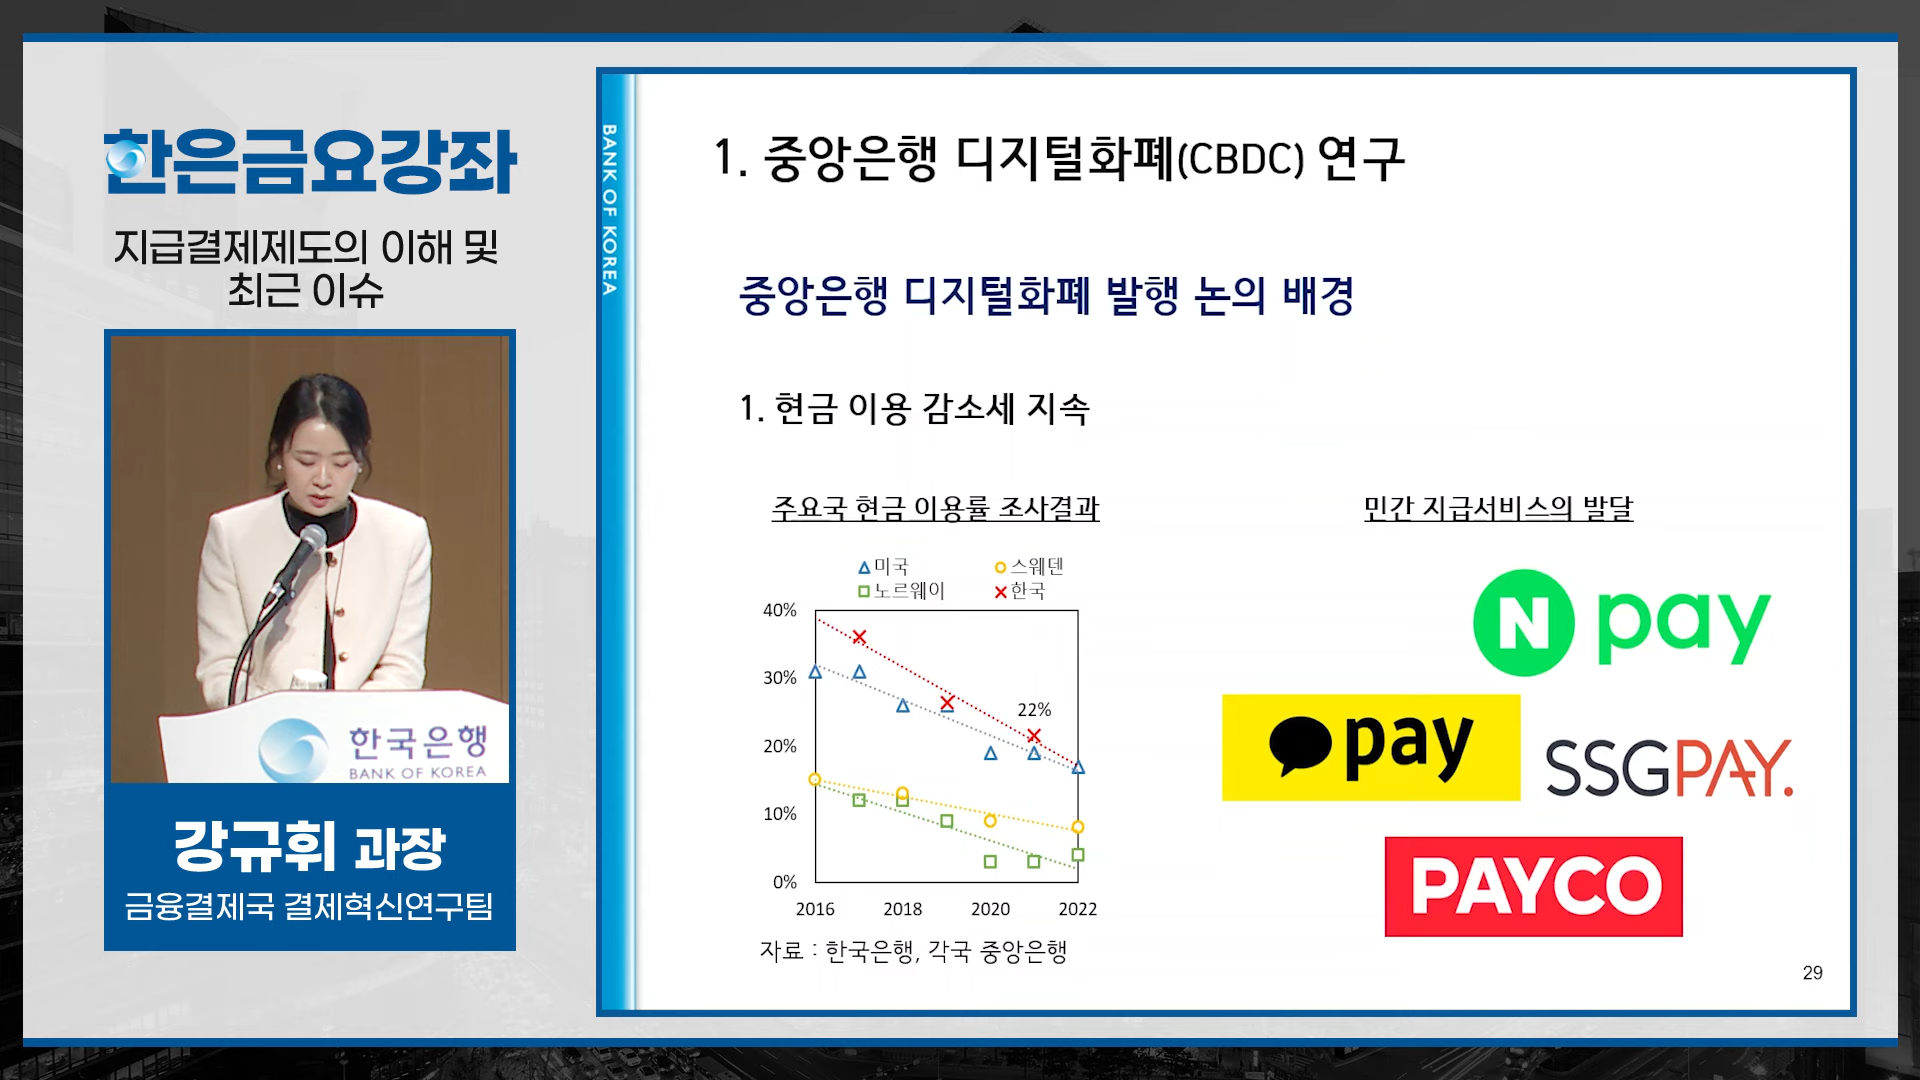 한은금요강좌
지급결제제도의 이해 및
최근 이슈
한국은행
BANK OF KOREA
강규휘 과장
금융결제국 결제혁신연구팀
BANK OF KOREA
1. 중앙은행 디지털화폐(CBDC) 연구
중앙은행 디지털화폐 발행 논의 배경
1. 현금 이용 감소세 지속
주요국 현금 이용률 조사결과
미국 스웨덴
노르웨이 한국
40%
30%
22%
20%
10%
0%
2016 2018 2020 2022
자료 : 한국은행, 각국 중앙은행
민간 지급서비스의 발달
N pay
pay
SSGPAY.
PAYCO
29